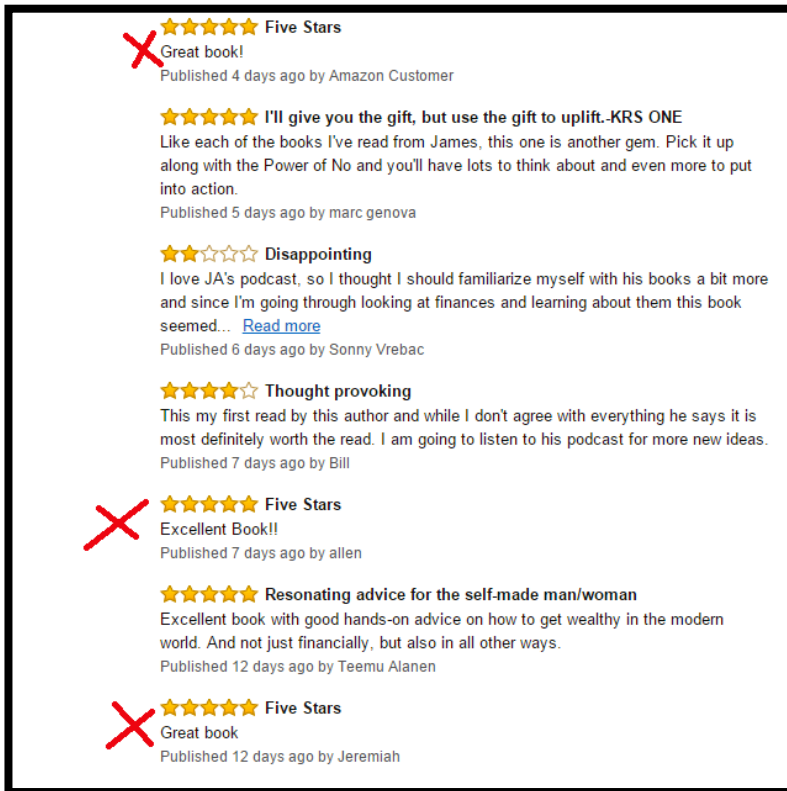 Five Stars
Great book!
Published 4 days ago by Amazon Customer
I'll give you the gift, but use the gift to uplift.-KRS ONE
Like each of the books I've read from James, this one is another gem. Pick it up
along with the Power of No and you'll have lots to think about and even more to put
into action.
Published 5 days ago by marc genova
Disappointing
I love JA's podcast, so I thought I should familiarize myself with his books a bit more
and since I'm going through looking at finances and learning about them this book
seemed... Read more
Published 6 days ago by Sonny Vrebac
Thought provoking
This my first read by this author and while I don't agree with everything he says it is
most definitely worth the read. I am going to listen to his podcast for more new ideas.
Published 7 days ago by Bill
Five Stars
Excellent Book!!
Published 7 days ago by allen
Resonating advice for the self-made man/woman
Excellent book with good hands-on advice on how to get wealthy in the modern
world. And not just financially, but also in all other ways.
Published 12 days ago by Teemu Alanen
Five Stars
Great book
Published 12 days ago by Jeremiah